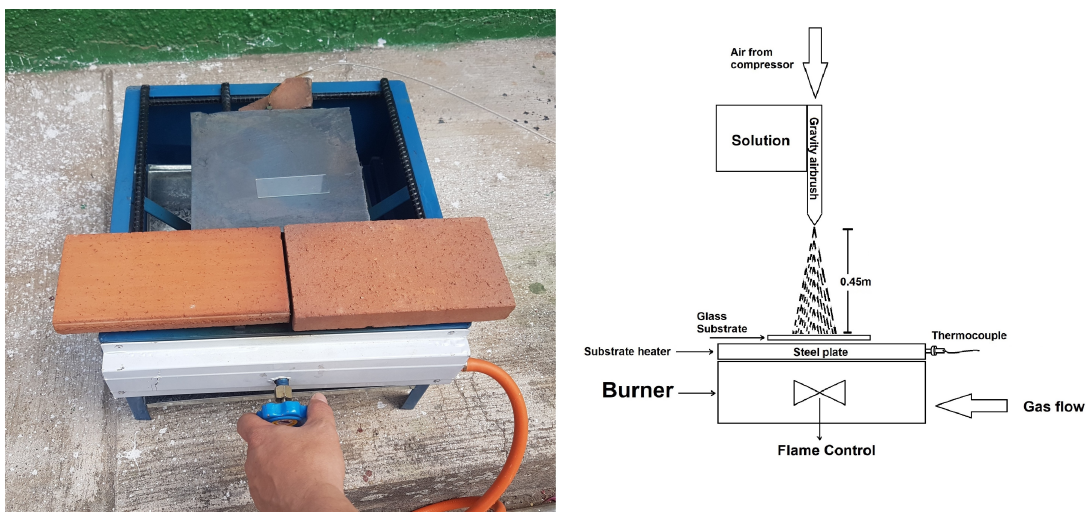 Air from
compressor
Solution
Gravity airbrush
0.45m
Glass
Substrate
Thermocouple
Substrate heater
Steel plate
Burner
Gas flow
Flame Control